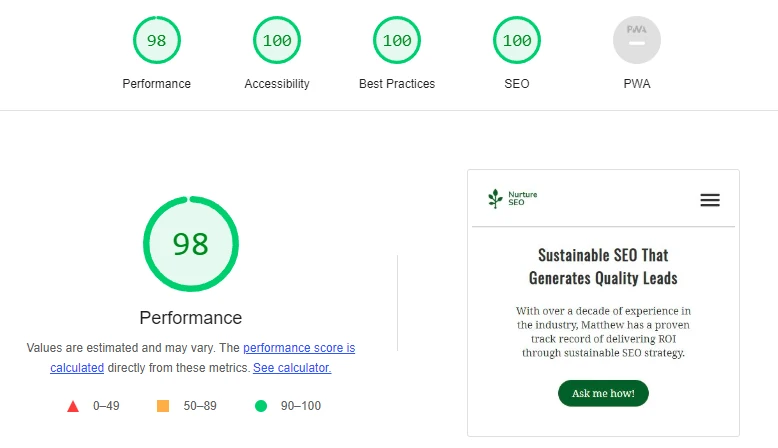 98
100
100
100
PWA
Performance
Accessibility
Best Practices
SEO
PWA
98
Performance
Values are estimated and may vary. The performance score is
calculated directly from these metrics. See calculator.
0–49
50–89
90–100
Nurture
SEO
Sustainable SEO That
Generates Quality Leads
With over a decade of experience in
the industry, Matthew has a proven
track record of delivering ROI
through sustainable SEO strategy.
Ask me how!